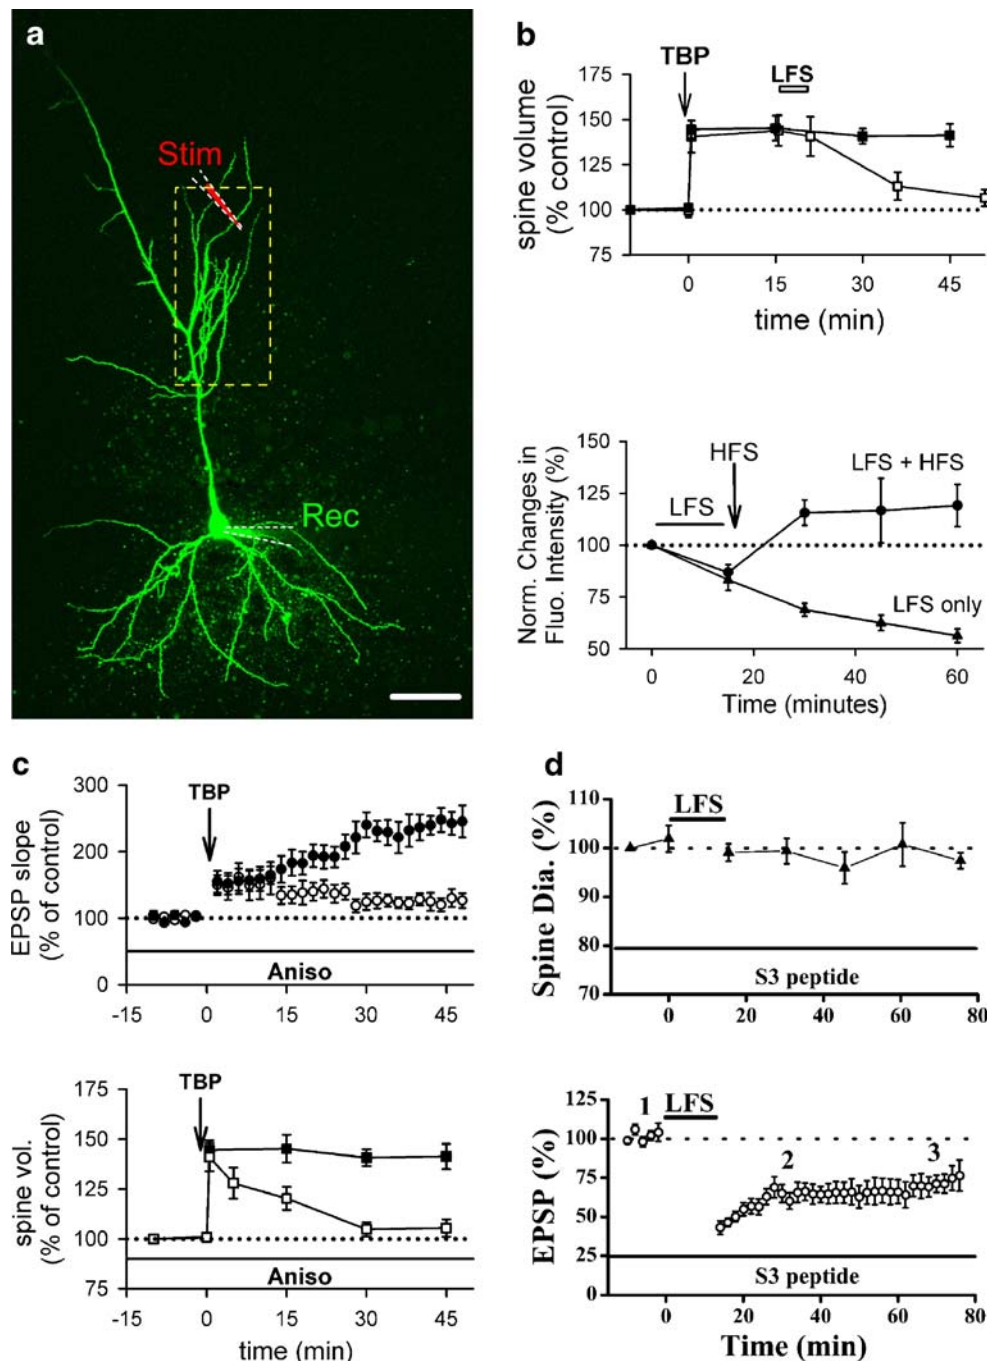 a
Stim
Rec
b
TBP
LFS
175
150
125
100
75
0
15
30
45
spine volume
(% control)
time (min)
HFS
LFS
LFS + HFS
LFS only
150
125
100
75
50
0
20
40
60
Norm. Changes in
Fluo. Intensity (%)
Time (minutes)
c
TBP
300
200
100
0
EPSP slope
(% of control)
Aniso
-15
0
15
30
45
TBP
175
150
125
100
75
spine vol.
(% of control)
Aniso
-15
0
15
30
45
time (min)
d
110
100
90
80
70
LFS
Spine Dia. (%)
S3 peptide
0
20
40
60
80
125
100
75
50
25
0
1
LFS
2
3
EPSP (%)
S3 peptide
0
20
40
60
80
Time (min)